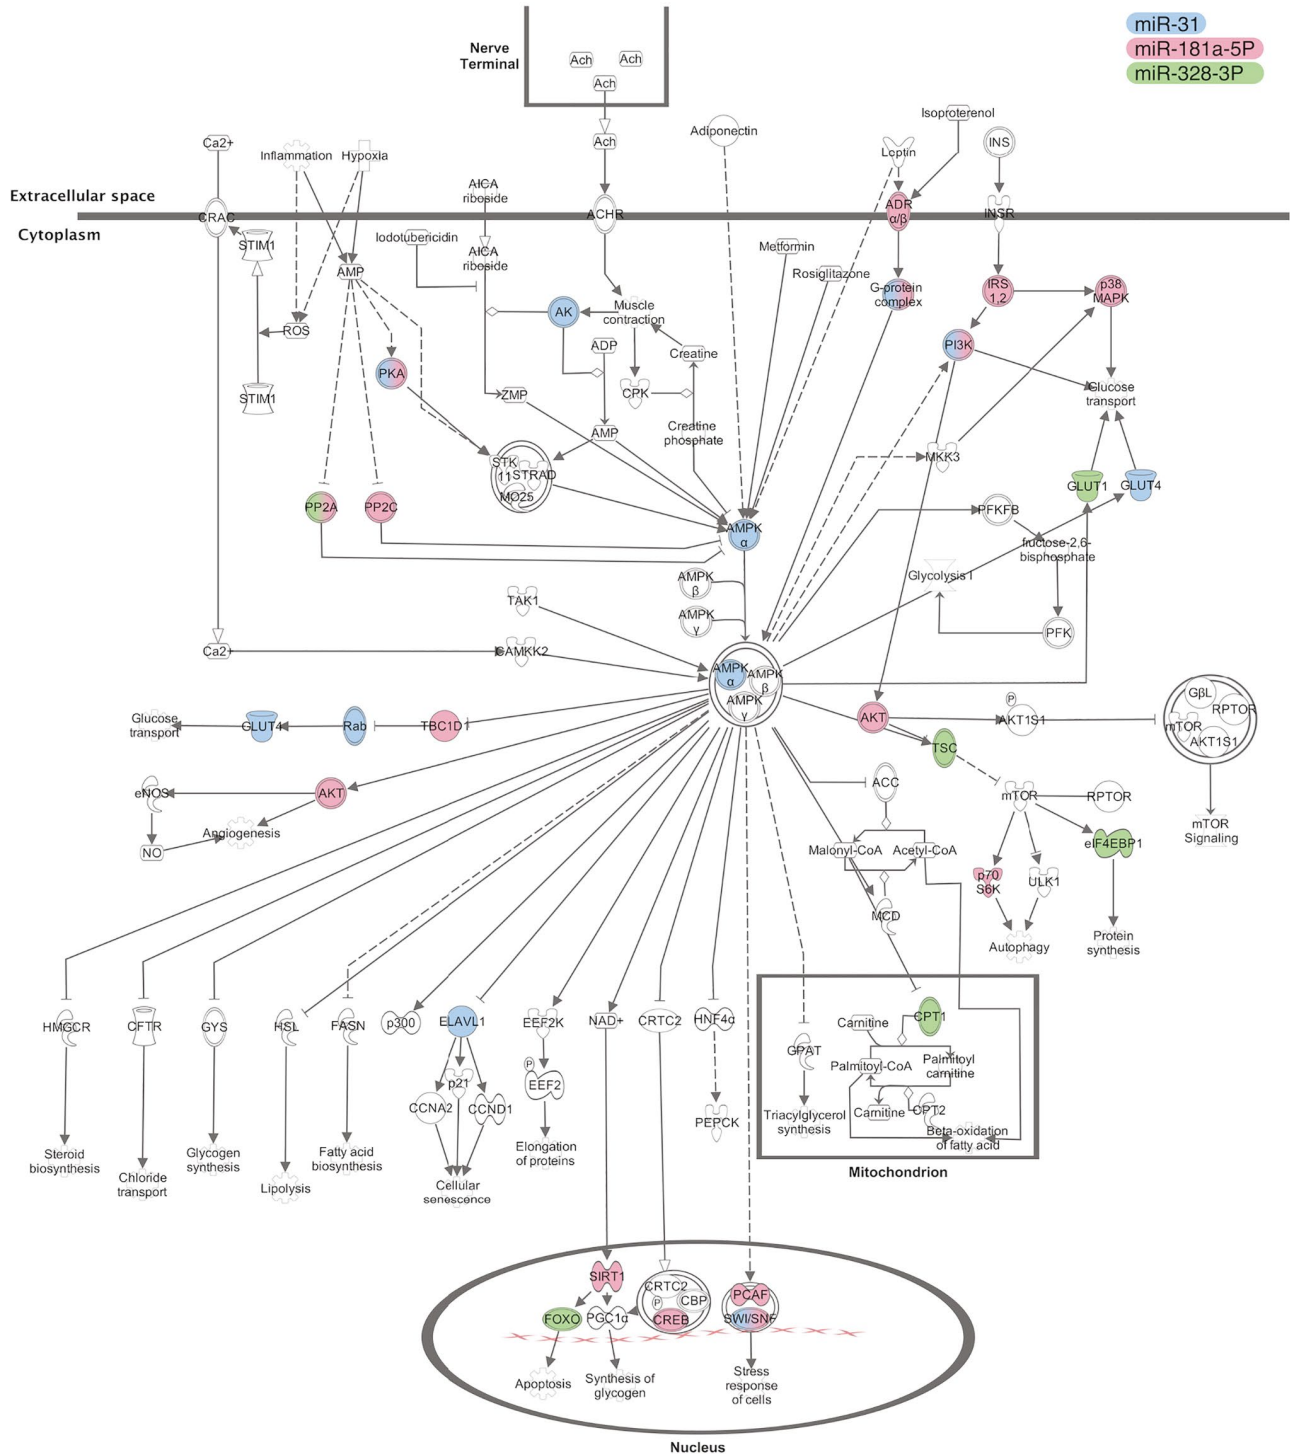 miR-31
miR-181a-5P
miR-328-3P
Nerve
Terminal
Ach
Ach
Ach
Ach
Adiponectin
Isoproterenol
Leptin
INS
Ca2+
Inflammation
Hypoxia
AICA
riboside
Extracellular space
CRAC
ACHR
ADR
α/β
INSR
Cytoplasm
STIM1
Iodotubericidin
AICA
riboside
Metformin
Rosiglitazone
AMP
G-protein
complex
IRS
1,2
p38
MAPK
ROS
AK
Muscle
contraction
ADP
Creatine
PI3K
PKA
STIM1
ZMP
CPK
Glucose
transport
AMP
Creatine
phosphate
MKK3
STK
11
STRAD
MO25
GLUT1
GLUT4
PP2A
PP2C
AMPK
α
PFKFB
fructose-2,6-
bisphosphate
Glycolysis I
AMPK
β
TAK1
AMPK
γ
PFK
Ca2+
CAMKK2
AMPK
α
AMPK
β
AMPK
γ
GβL
RPTOR
mTOR
AKT1S1
Glucose
transport
GLUT4
Rab
TBC1D1
AKT
P
AKT1S1
TSC
eNOS
AKT
ACC
mTOR
RPTOR
Angiogenesis
NO
mTOR
Signaling
Malonyl-CoA
Acetyl-CoA
eIF4EBP1
p70
S6K
ULK1
MCD
Autophagy
Protein
synthesis
HMGCR
CFTR
GYS
HSL
FASN
p300
ELAVL1
EEF2K
NAD+
CRTC2
HNF4α
GPAT
Carnitine
CPT1
Palmitoyl-CoA
Palmitoyl
carnitine
p21
CCNA2
CCND1
P
EEF2
PEPCK
Triacylglycerol
synthesis
Carnitine
CPT2
Beta-oxidation
of fatty acid
Steroid
biosynthesis
Chloride
transport
Glycogen
synthesis
Lipolysis
Fatty acid
biosynthesis
Cellular
senescence
Elongation
of proteins
Mitochondrion
SIRT1
CRTC2
P
CBP
CREB
PCAF
SWI/SNF
FOXO
PGC1α
Apoptosis
Synthesis of
glycogen
Stress
response
of cells
Nucleus